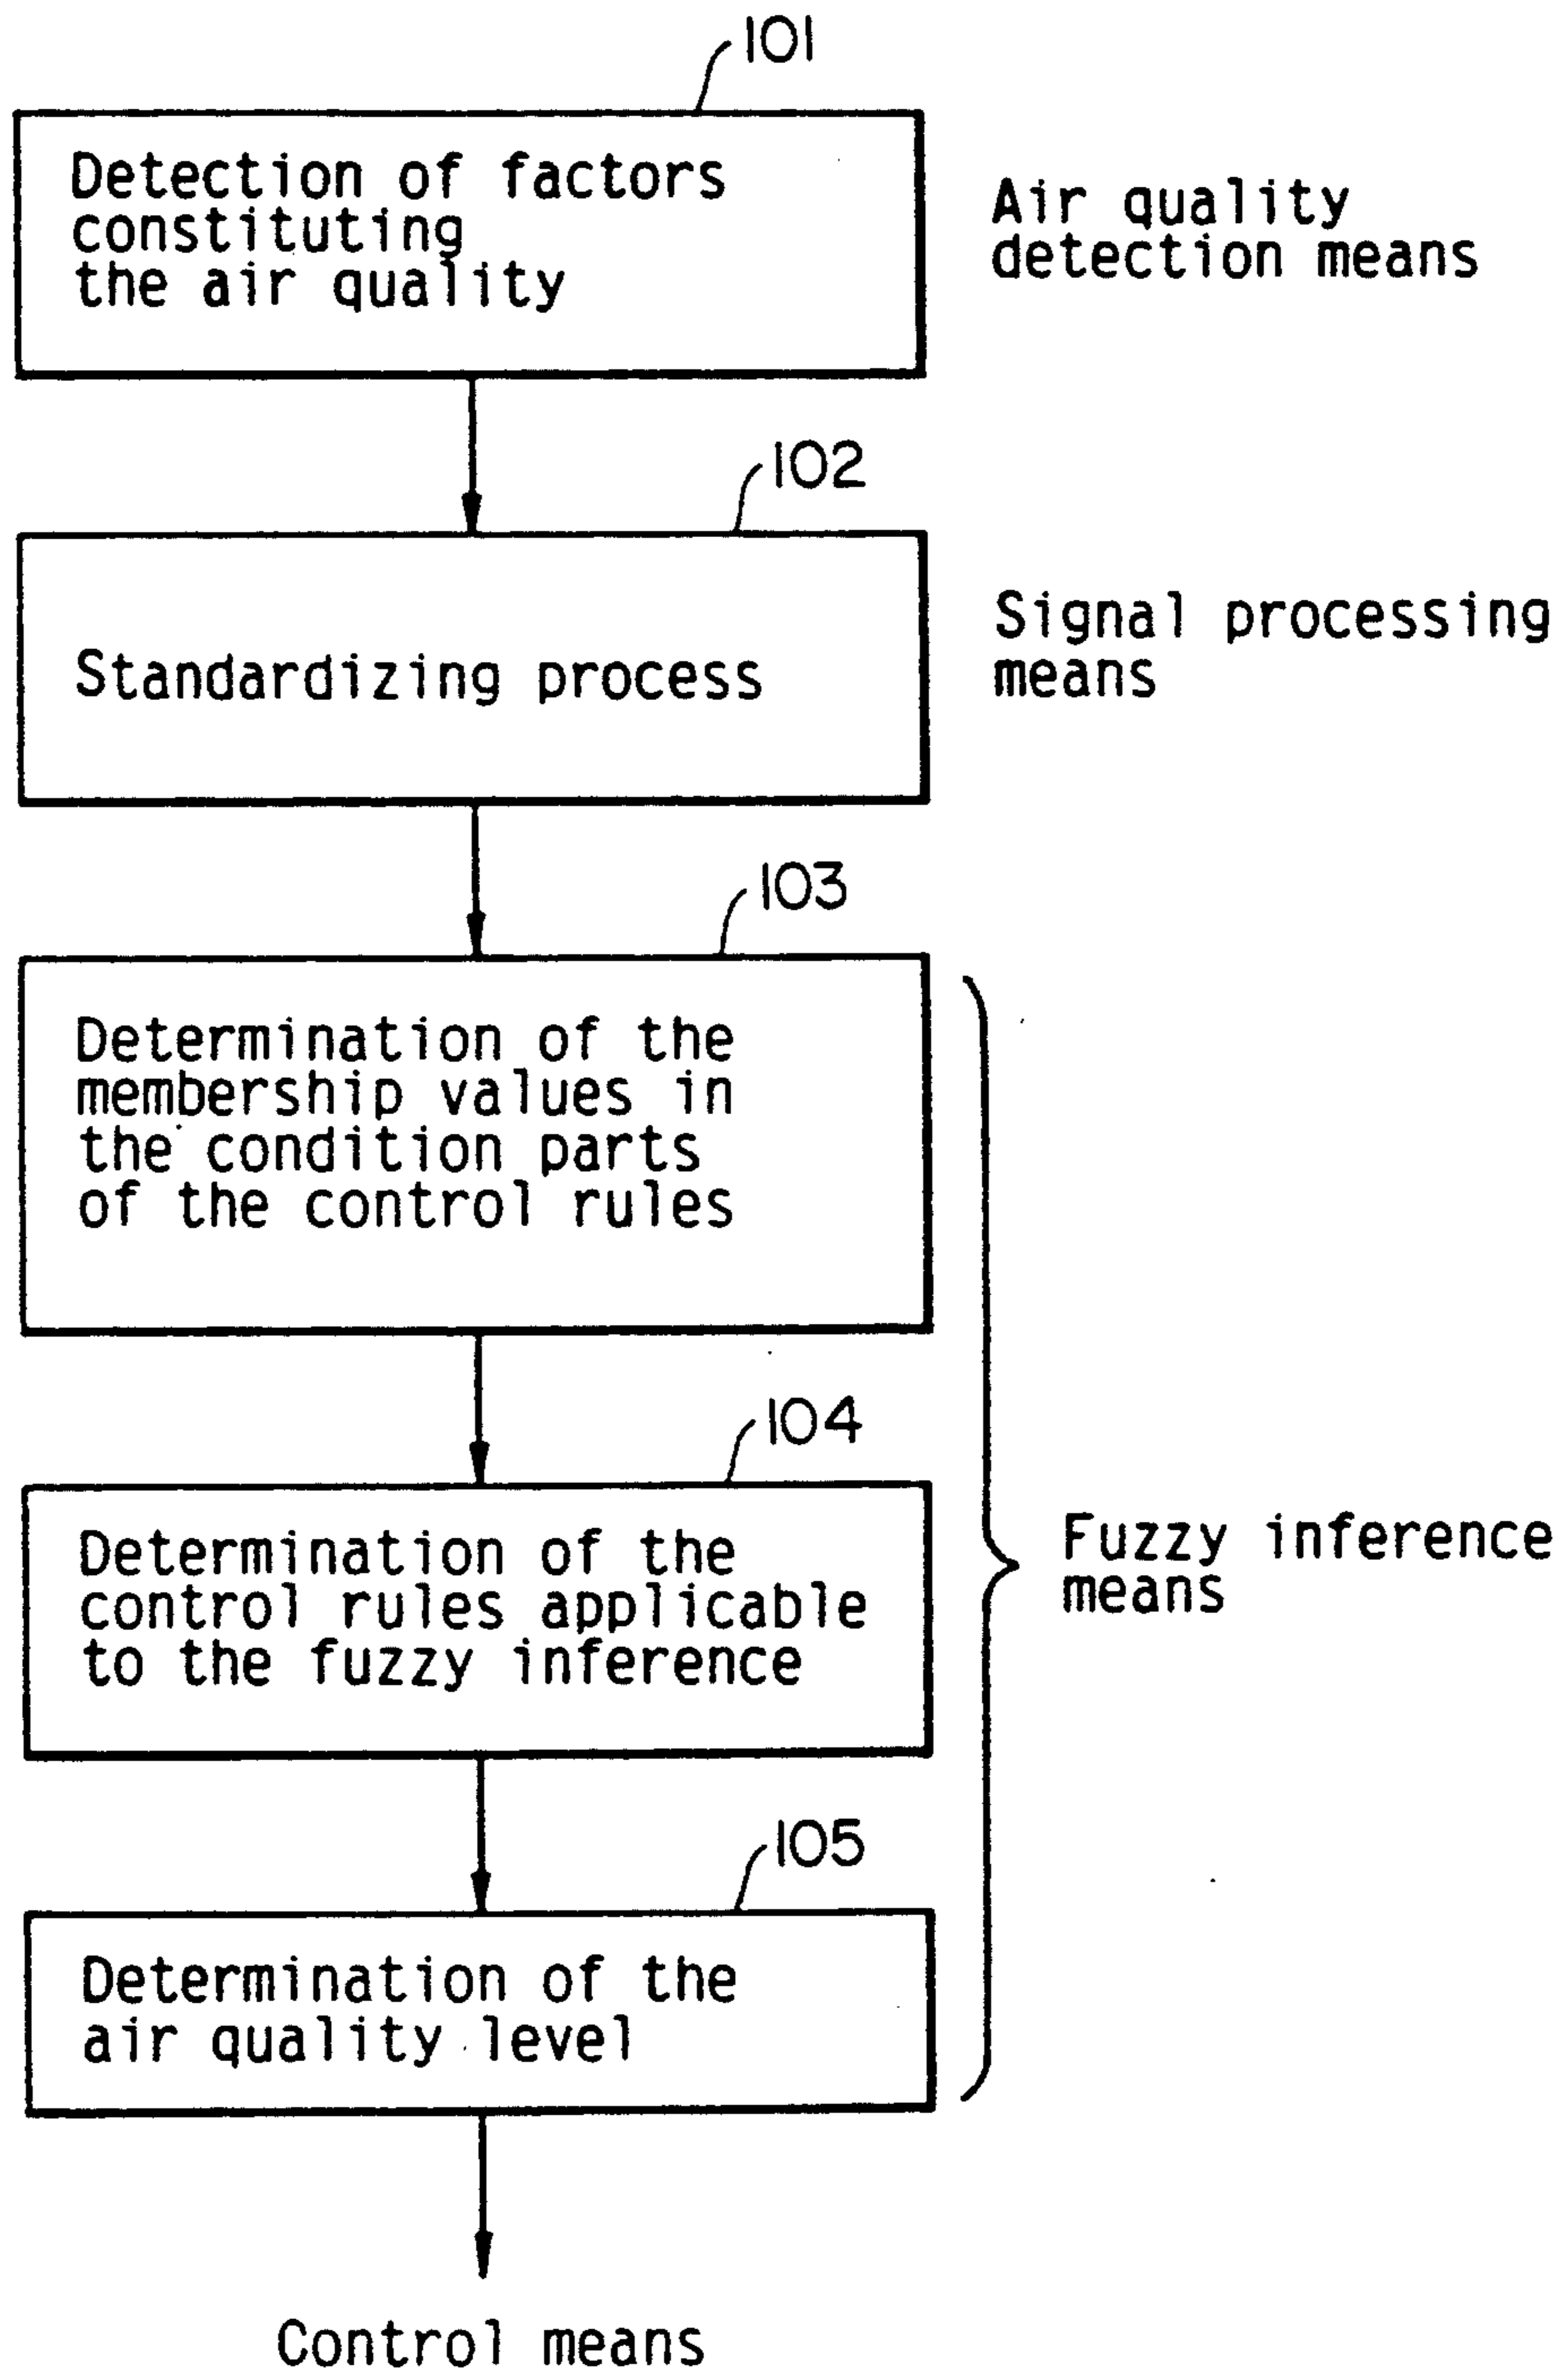 101
Detection of factors
constituting
the air quality
Air quality
detection means
102
Standardizing process
Signal processing
means
103
Determination of the
membership values in
the condition parts
of the control rules
104
Determination of the
control rules applicable
to the fuzzy inference
Fuzzy inference
means
105
Determination of the
air quality level
Control means